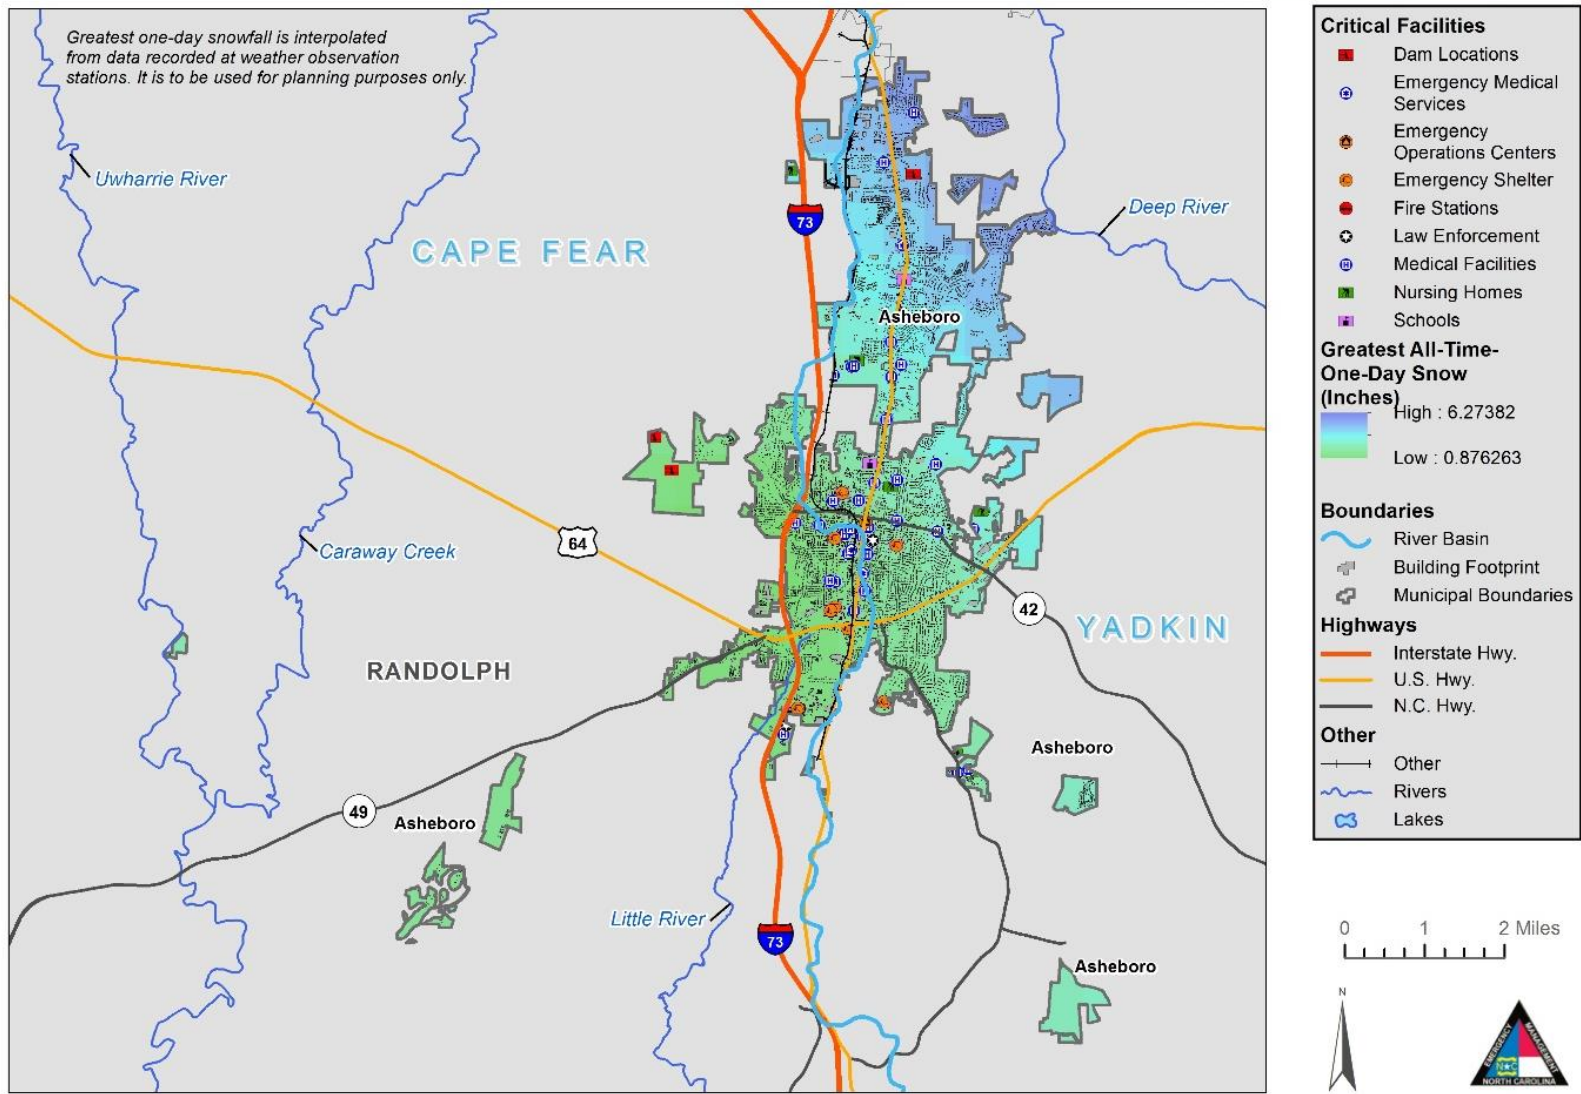 Greatest one-day snowfall is interpolated
from data recorded at weather observation
stations. It is to be used for planning purposes only.
Uwharrie River
CAPE FEAR
73
Deep River
Asheboro
64
Caraway Creek
42
YADKIN
RANDOLPH
Asheboro
49
Asheboro
Little River
73
Asheboro
Critical Facilities
Dam Locations
Emergency Medical
Services
Emergency
Operations Centers
Emergency Shelter
Fire Stations
Law Enforcement
Medical Facilities
Nursing Homes
Schools
Greatest All-Time-
One-Day Snow
(Inches)
High : 6.27382
Low : 0.876263
Boundaries
River Basin
Building Footprint
Municipal Boundaries
Highways
Interstate Hwy.
U.S. Hwy.
N.C. Hwy.
Other
Other
Rivers
Lakes
0 1 2 Miles
N
EMERGENCY
MANAGEMENT
N C
NORTH CAROLINA